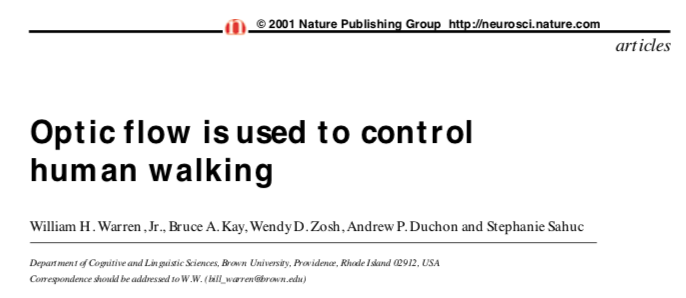 © 2001 Nature Publishing Group http://neurosci.nature.com
articles
Optic flow is used to control
human walking
William H. Warren, Jr., Bruce A. Kay, Wendy D. Zosh, Andrew P. Duchon and Stephanie Sahuc
Department of Cognitive and Linguistic Sciences, Brown University, Providence, Rhode Island 02912, USA
Correspondence should be addressed to W.W. (bill_warren@brown.edu)